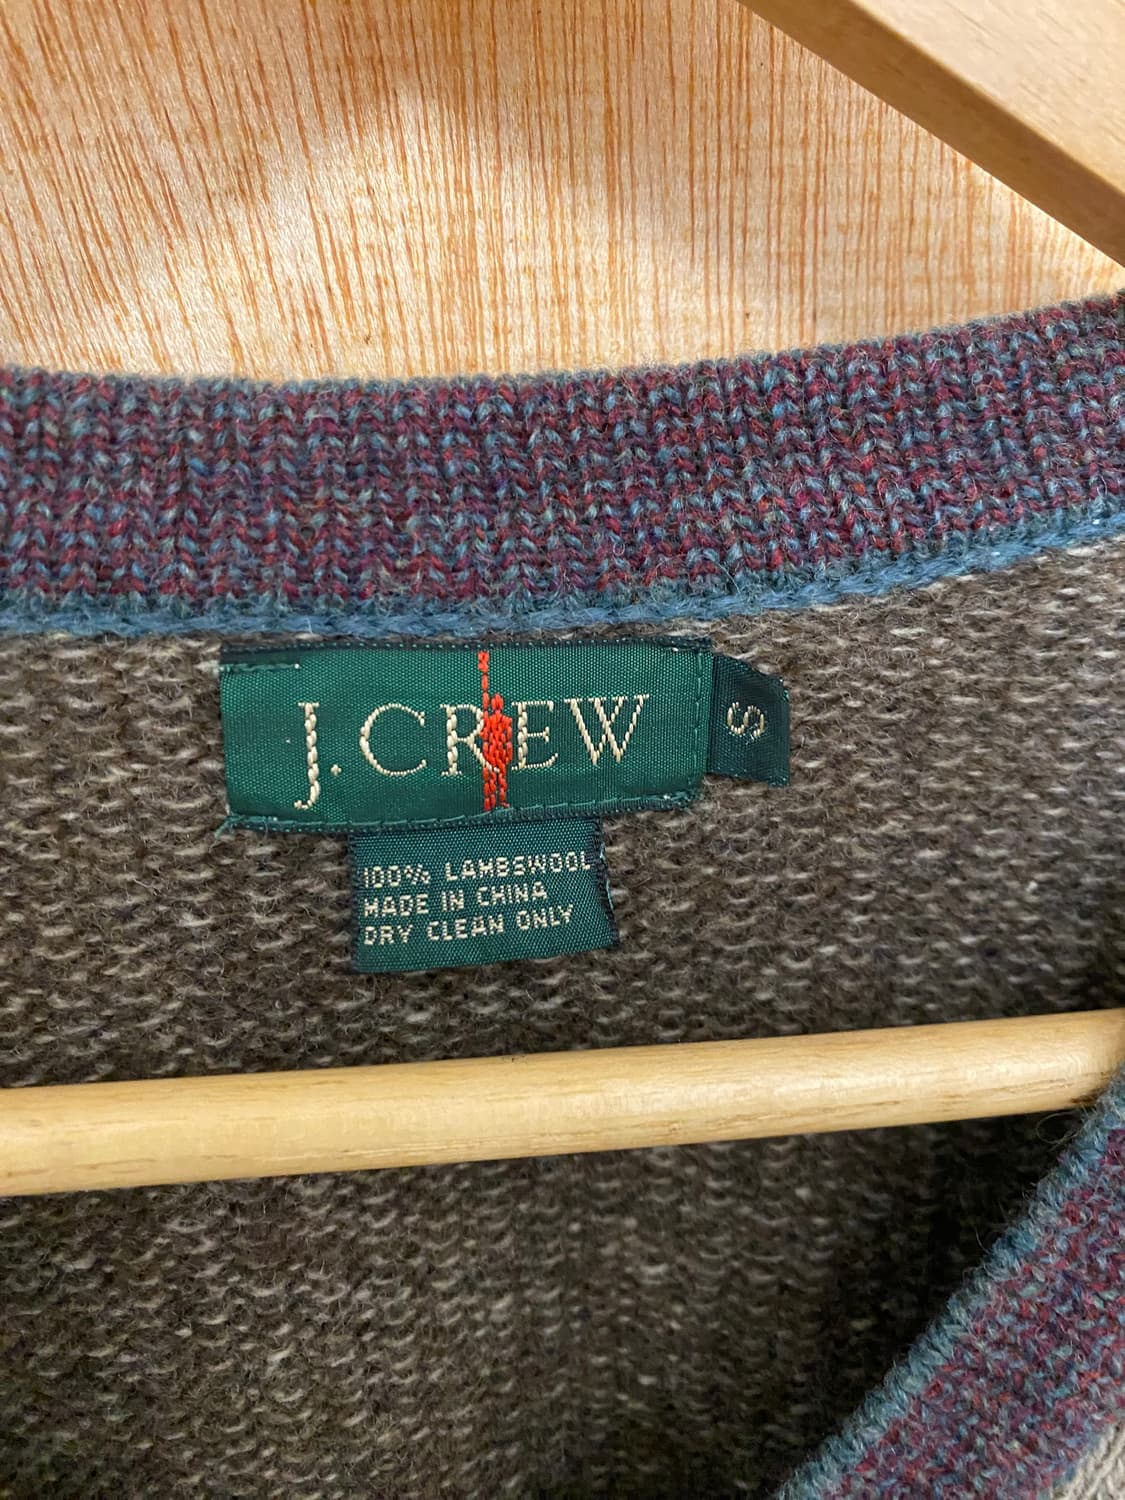 J.CREW
S
100% LAMBSWOOL
MADE IN CHINA
DRY CLEAN ONLY